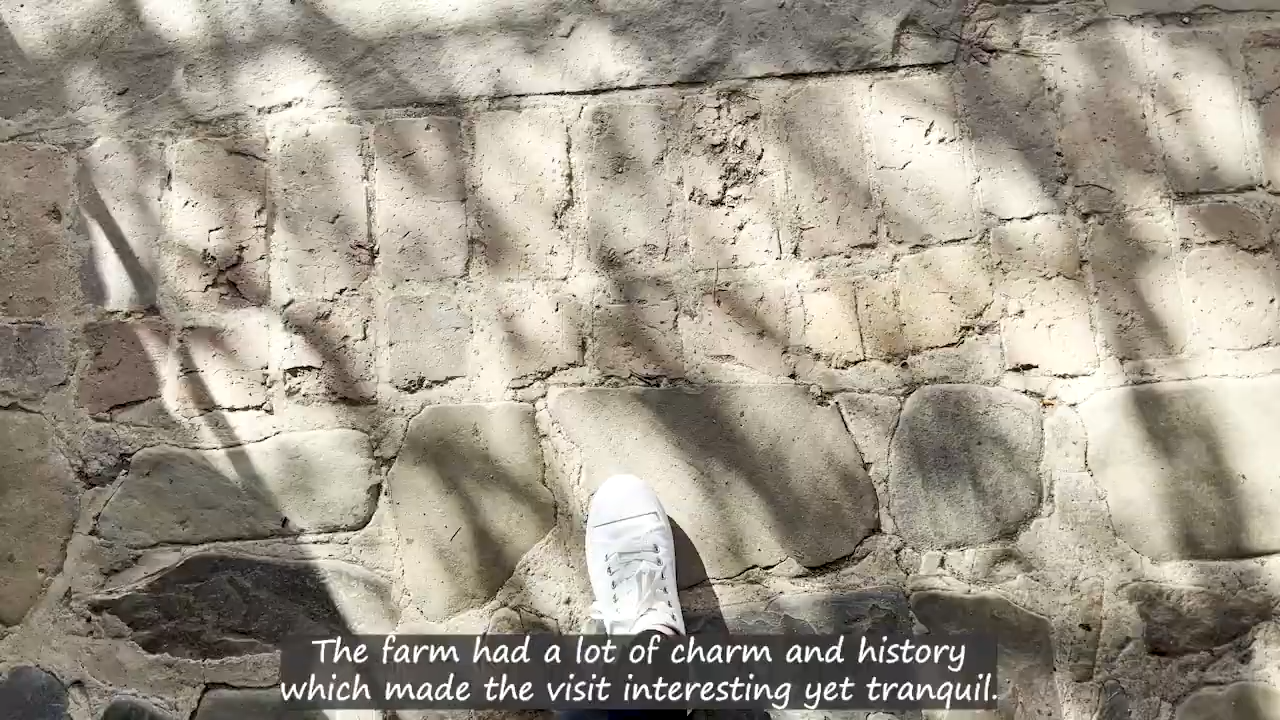 The farm had a lot of charm and history
which made the visit interesting yet tranquil.